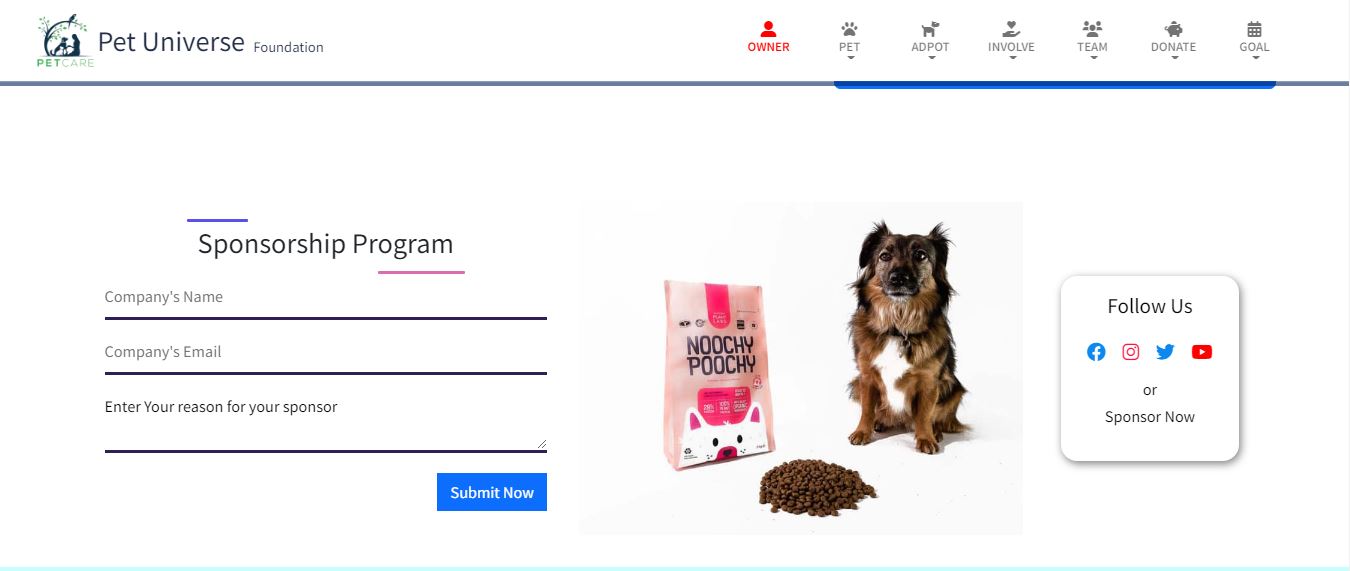 Pet Universe Foundation
PETCARE
OWNER
PET
ADPOT
INVOLVE
TEAM
DONATE
GOAL
Sponsorship Program
Company's Name
Company's Email
Enter Your reason for your sponsor
Submit Now
NOOCHY
POOCHY
Follow Us
or
Sponsor Now